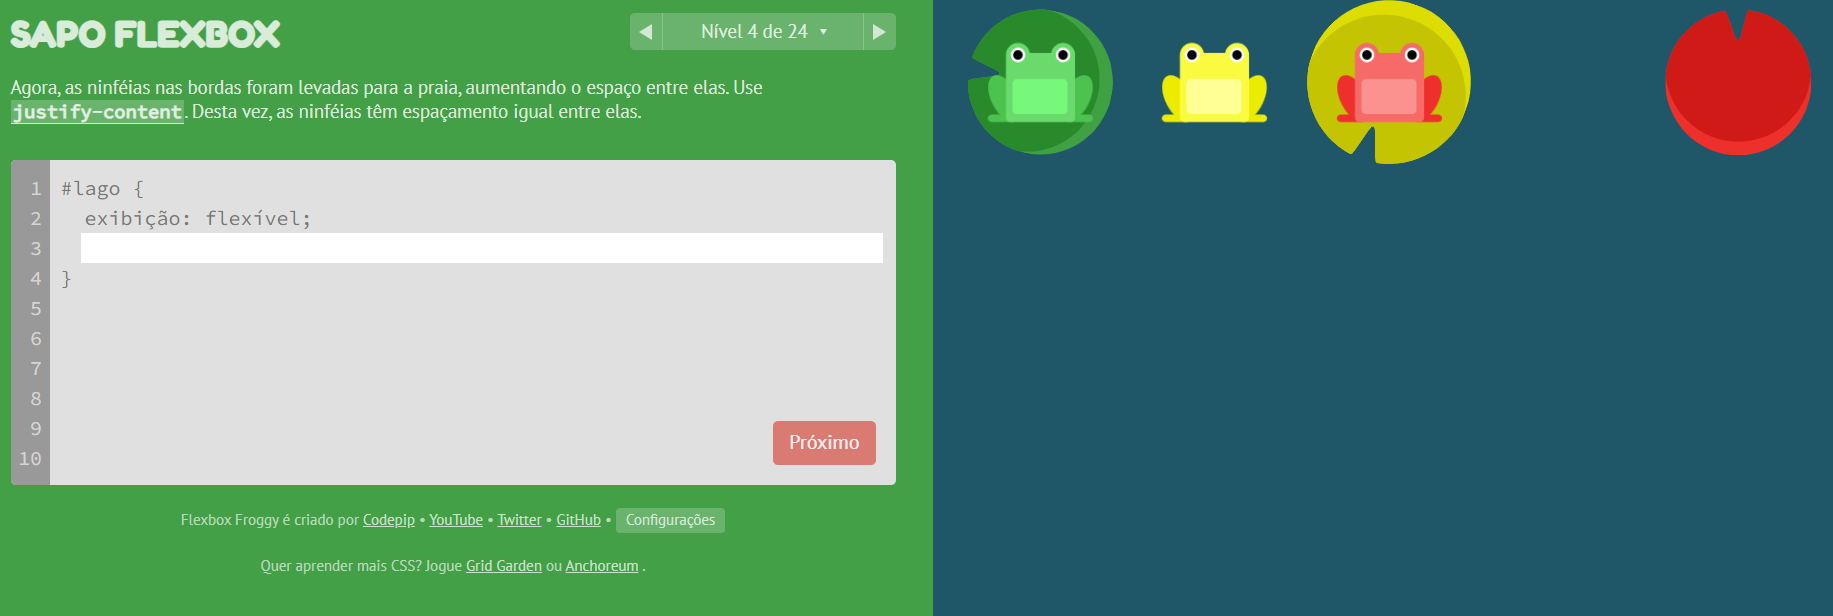 SAPO FLEXBOX
Nível 4 de 24 ▼
Agora, as ninféias nas bordas foram levadas para a praia, aumentando o espaço entre elas. Use
justify-content. Desta vez, as ninféias têm espaçamento igual entre elas.
1 #lago {
2 exibição: flexível;
3
4 }
5
6
7
8
9
10
Próximo
Flexbox Froggy é criado por Codepip • YouTube • Twitter • GitHub • Configurações
Quer aprender mais CSS? Jogue Grid Garden ou Anchoreum .